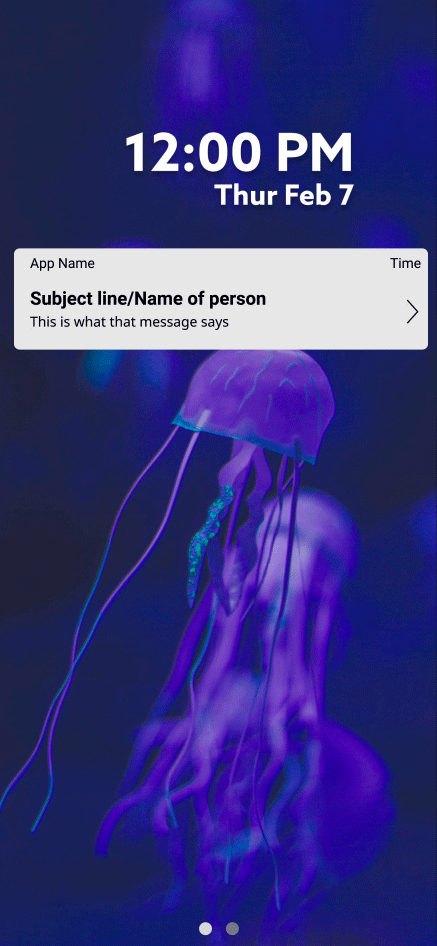 12:00 PM
Thur Feb 7
App Name
Time
Subject line/Name of person
This is what that message says